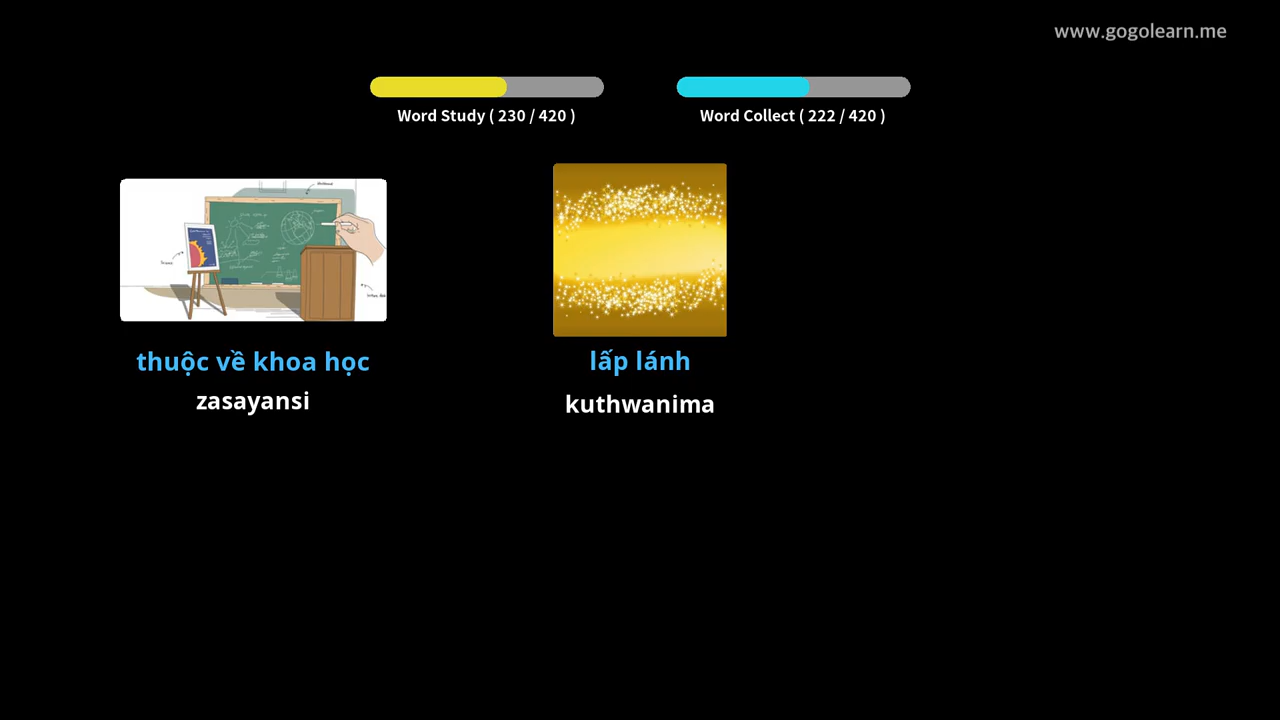 www.gogolearn.me
Word Study ( 230 / 420 )
Word Collect ( 222 / 420 )
thuộc về khoa học
zasayansi
lấp lánh
kuthwanima